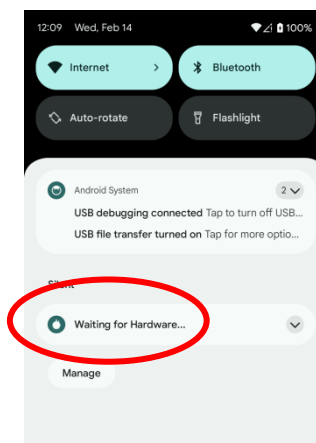 12:09 Wed, Feb 14 100%
Internet Bluetooth
Auto-rotate Flashlight
Android System 2
USB debugging connected Tap to turn off USB...
USB file transfer turned on Tap for more optio...
Silent
Waiting for Hardware...
Manage